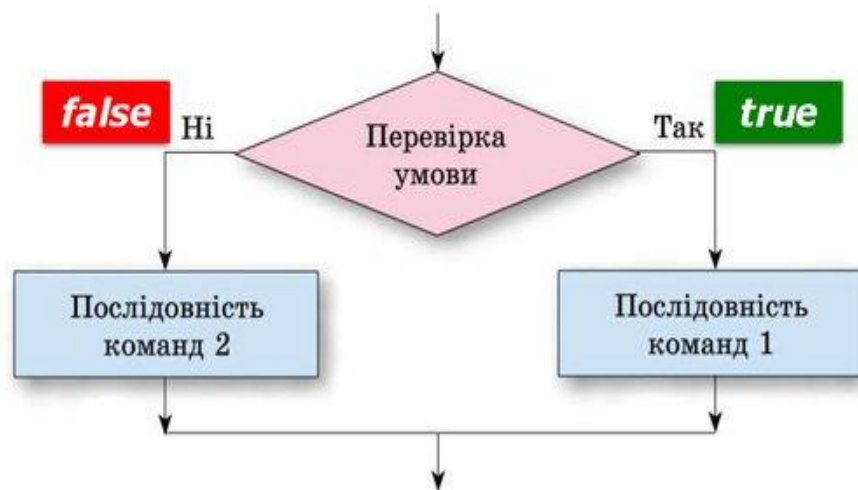 false
Ні
Перевірка
умови
Так
true
Послідовність
команд 2
Послідовність
команд 1